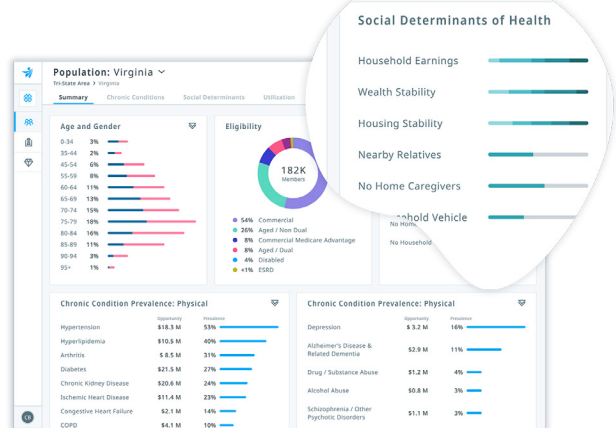 Social Determinants of Health
Household Earnings
Wealth Stability
Housing Stability
Nearby Relatives
No Home Caregivers
Vehicle
No Household
Population: Virginia
Tri-State Area > Virginia
Summary
Chronic Conditions
Social Determinants
Utilization
Age and Gender
0-34 3%
35-44 2%
45-54 6%
55-59 8%
60-64 11%
65-69 13%
70-74 15%
75-79 18%
80-84 16%
85-89 11%
90-94 3%
95+ 1%
Eligibility
182K
Members
54% Commercial
26% Aged / Non Dual
8% Commercial Medicare Advantage
8% Aged / Dual
4% Disabled
<1% ESRD
Chronic Condition Prevalence: Physical
Opportunity Prevalence
Hypertension $18.3 M 53%
Hyperlipidemia $10.5 M 40%
Arthritis $ 8.5 M 31%
Diabetes $21.5 M 27%
Chronic Kidney Disease $20.6 M 24%
Ischemic Heart Disease $11.4 M 23%
Congestive Heart Failure $2.1 M 14%
COPD $4.1 M 10%
Chronic Condition Prevalence: Physical
Opportunity Prevalence
Depression $ 3.2 M 16%
Alzheimer's Disease &
Related Dementia $2.9 M 11%
Drug / Substance Abuse $1.2 M 4%
Alcohol Abuse $0.8 M 3%
Schizophrenia / Other
Psychotic Disorders $1.1 M 3%
CB